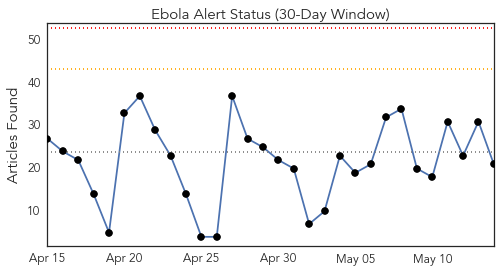 Ebola Alert Status (30-Day Window)
Articles Found
50
40
30
20
10
Apr 15 Apr 20 Apr 25 Apr 30 May 05 May 10